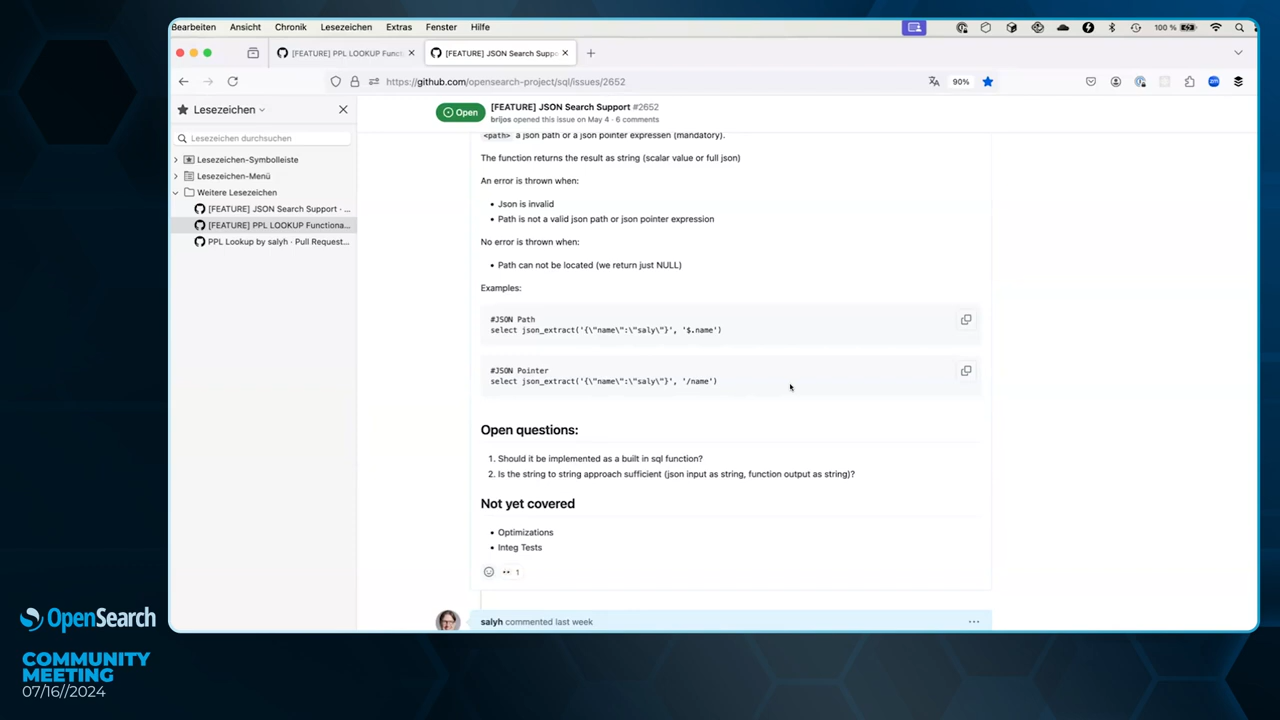 Bearbeiten Ansicht Chronik Lesezeichen Extras Fenster Hilfe 100 %
[FEATURE] PPL LOOKUP Functi
[FEATURE] JSON Search Suppo
https://github.com/opensearch-project/sql/issues/2652 90%
Lesezeichen
Lesezeichen durchsuchen
Lesezeichen-Symbolleiste
Lesezeichen-Menü
Weitere Lesezeichen
[FEATURE] JSON Search Support · ...
[FEATURE] PPL LOOKUP Functiona...
PPL Lookup by salyh · Pull Request...
Open
[FEATURE] JSON Search Support #2652
brijos opened this issue on May 4 · 6 comments
<path> a json path or a json pointer expressen (mandatory).
The function returns the result as string (scalar value or full json)
An error is thrown when:
• Json is invalid
• Path is not a valid json path or json pointer expression
No error is thrown when:
• Path can not be located (we return just NULL)
Examples:
#JSON Path
select json_extract('{\"name\":\"saly\"}', '$.name')
#JSON Pointer
select json_extract('{\"name\":\"saly\"}', '/name')
Open questions:
1. Should it be implemented as a built in sql function?
2. Is the string to string approach sufficient (json input as string, function output as string)?
Not yet covered
• Optimizations
• Integ Tests
1
salyh commented last week
OpenSearch
COMMUNITY
MEETING
07/16//2024